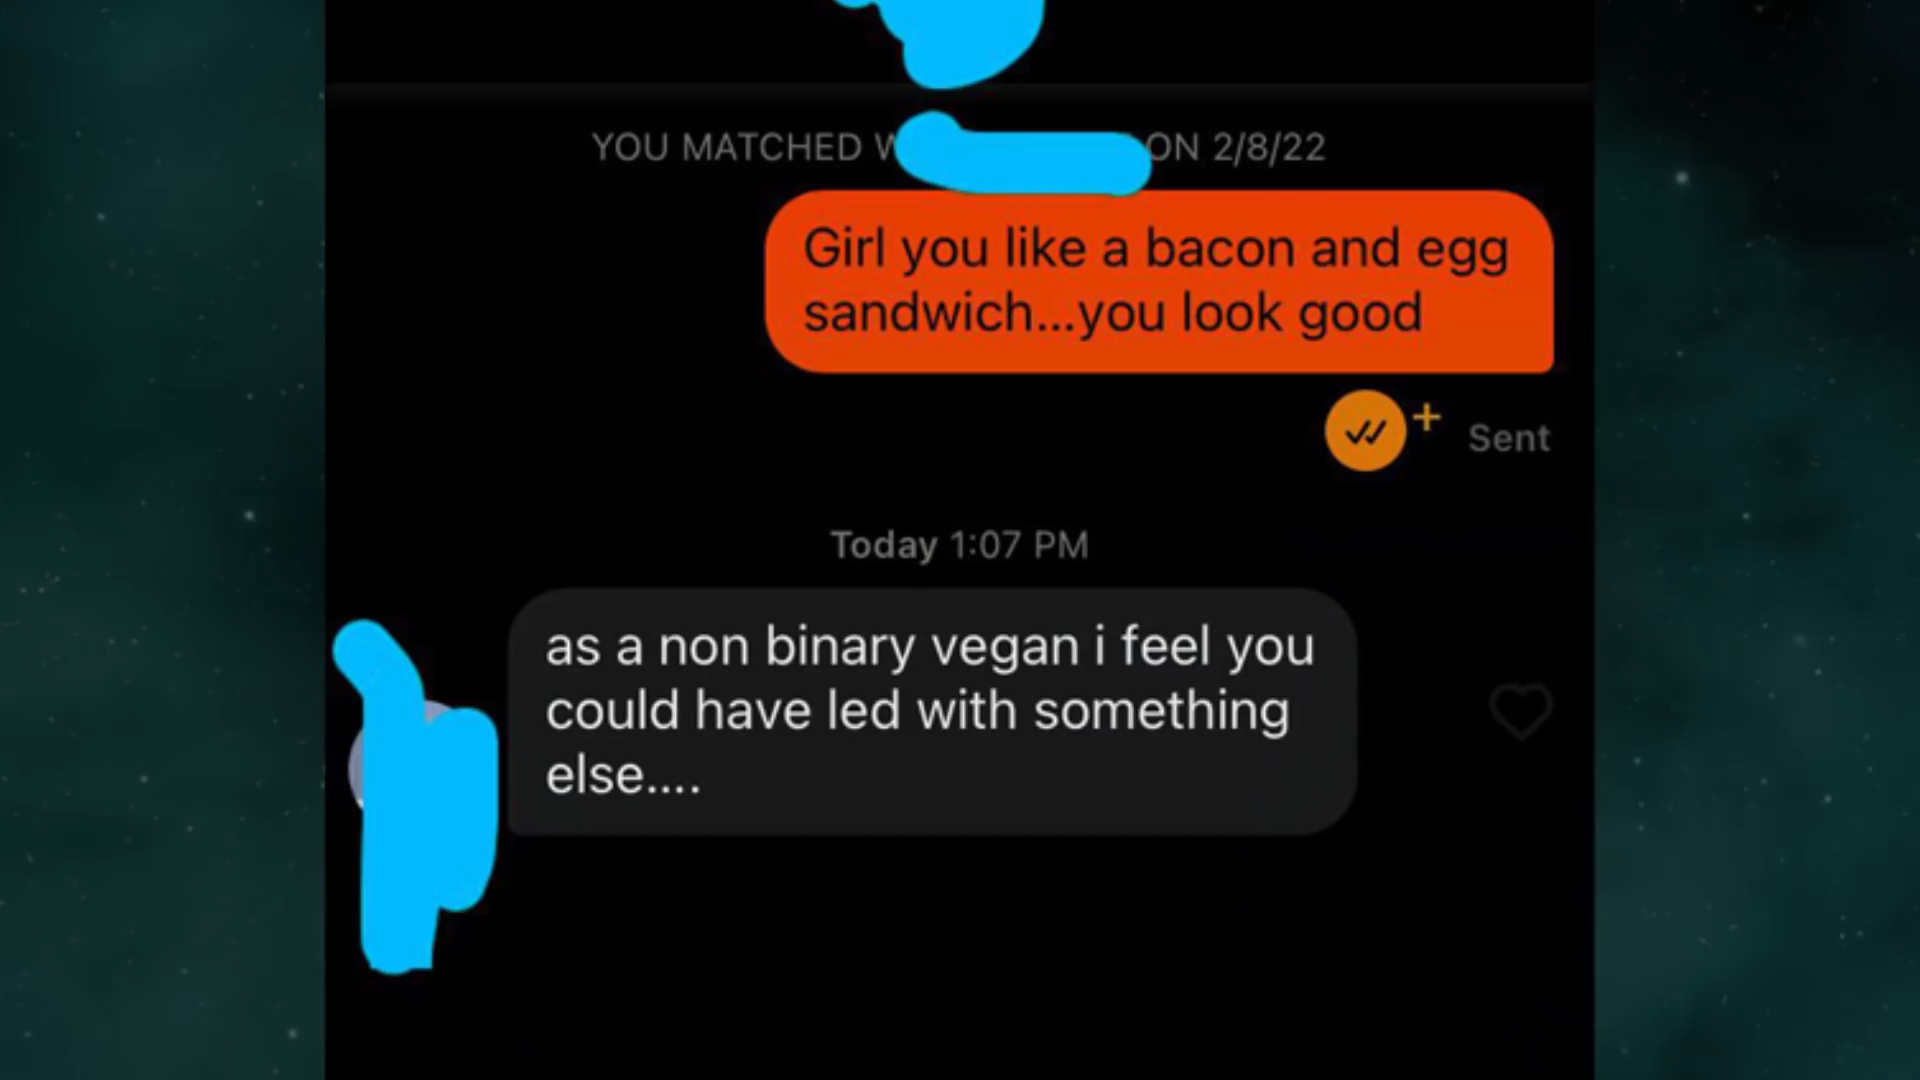 YOU MATCHED ON 2/8/22
Girl you like a bacon and egg
sandwich...you look good
Sent
Today 1:07 PM
as a non binary vegan i feel you
could have led with something
else....